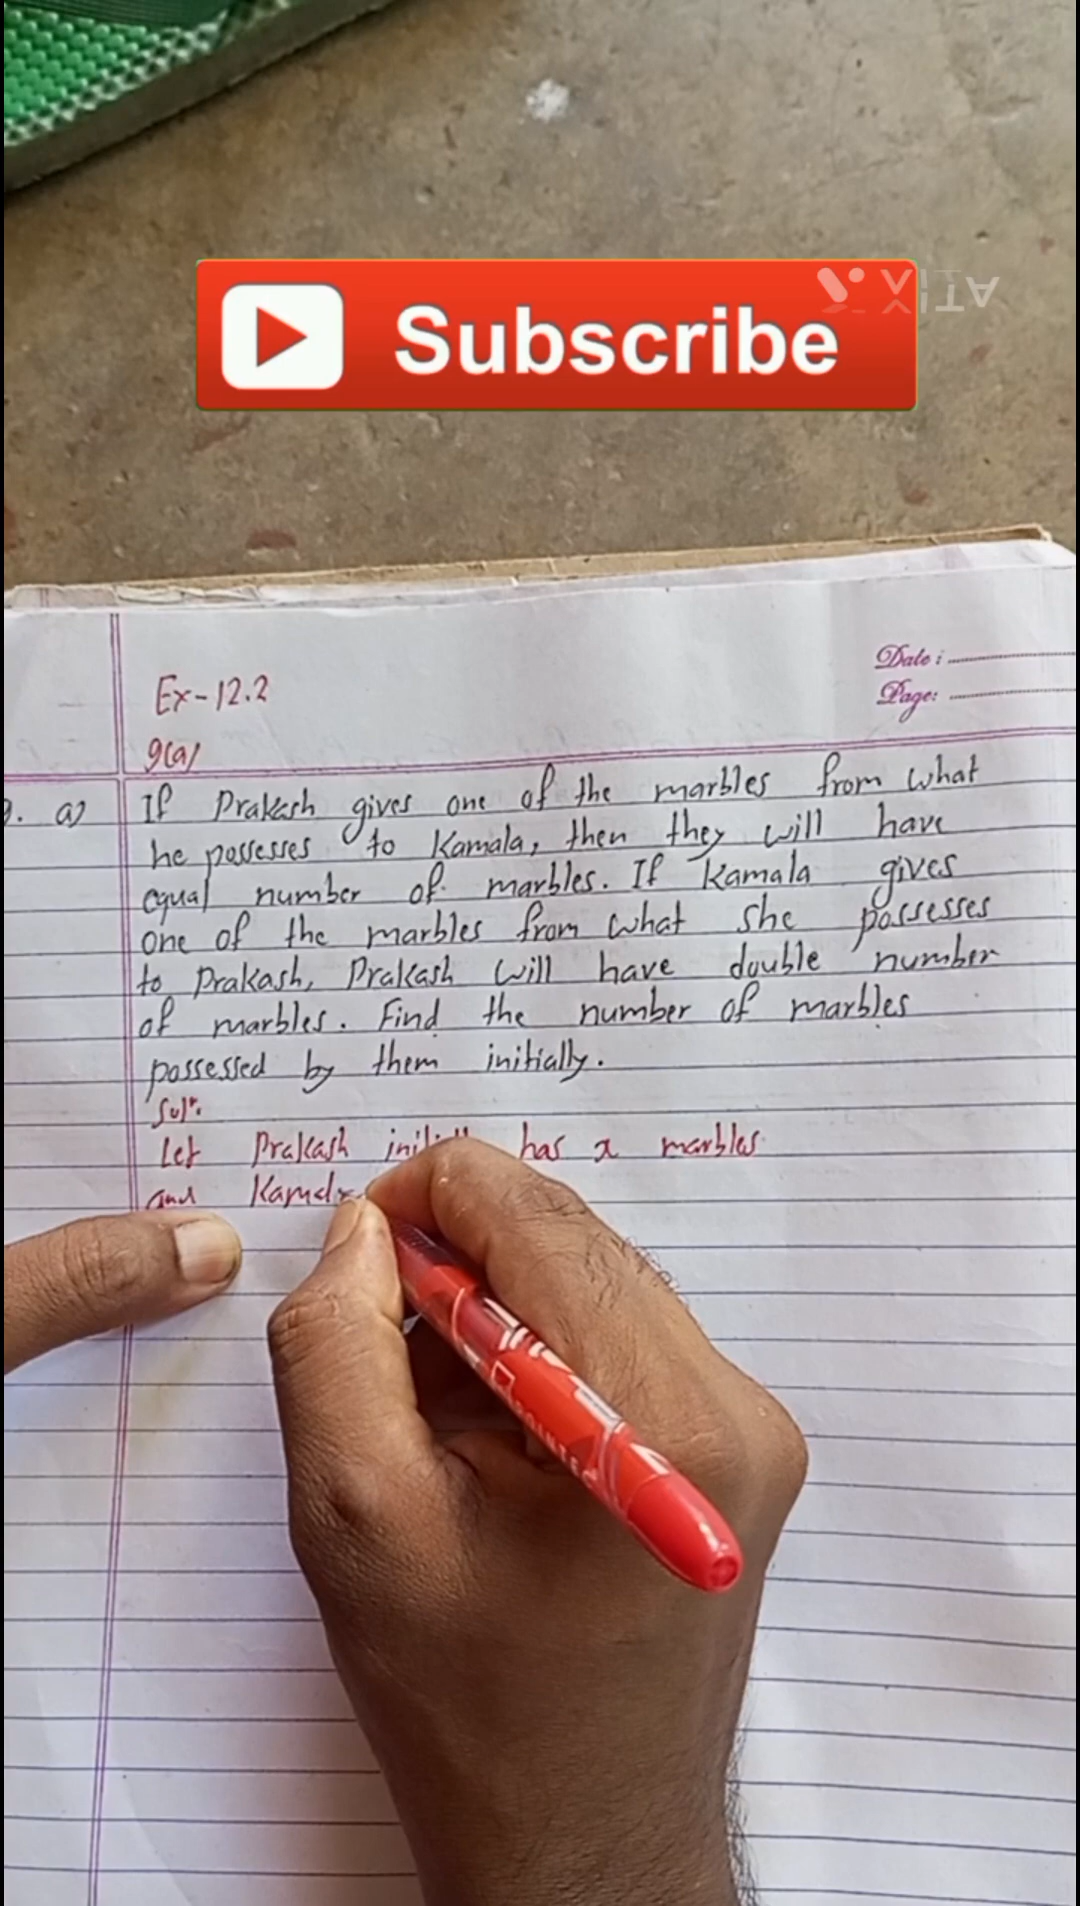 VITA
Subscribe
Date:
Page:
Ex-12.2
9(a)
9. a) If Prakash gives one of the marbles from what
he possesses to Kamala, then they will have
equal number of marbles. If Kamala gives
one of the marbles from what she possesses
to Prakash, Prakash will have double number
of marbles. Find the number of marbles
possessed by them initially.
Sol<sup>n</sup>.
Let Prakash has x marbles
and